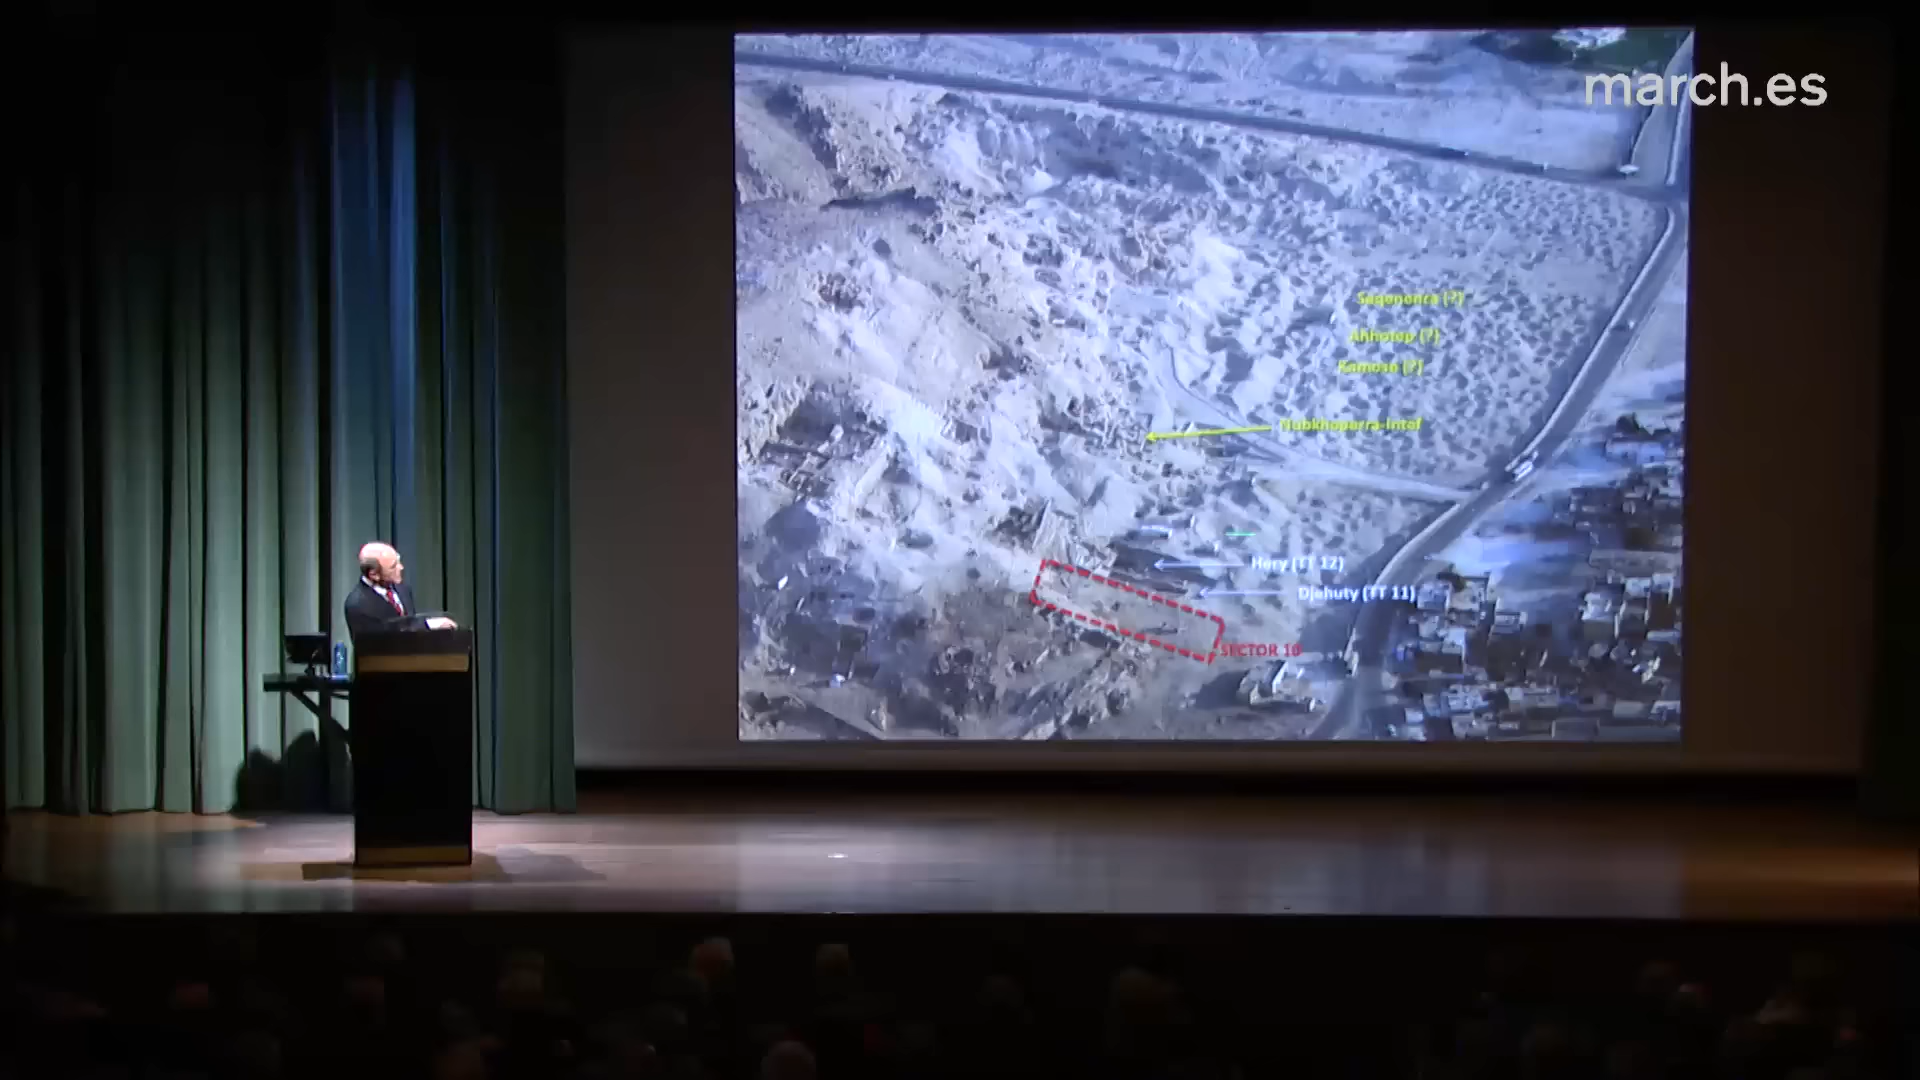 march.es
Seqenenra (?)
Ahhotep (?)
Kamose (?)
Nubkheperra-Intef
Hery (TT 12)
Djehuty (TT 11)
SECTOR 10